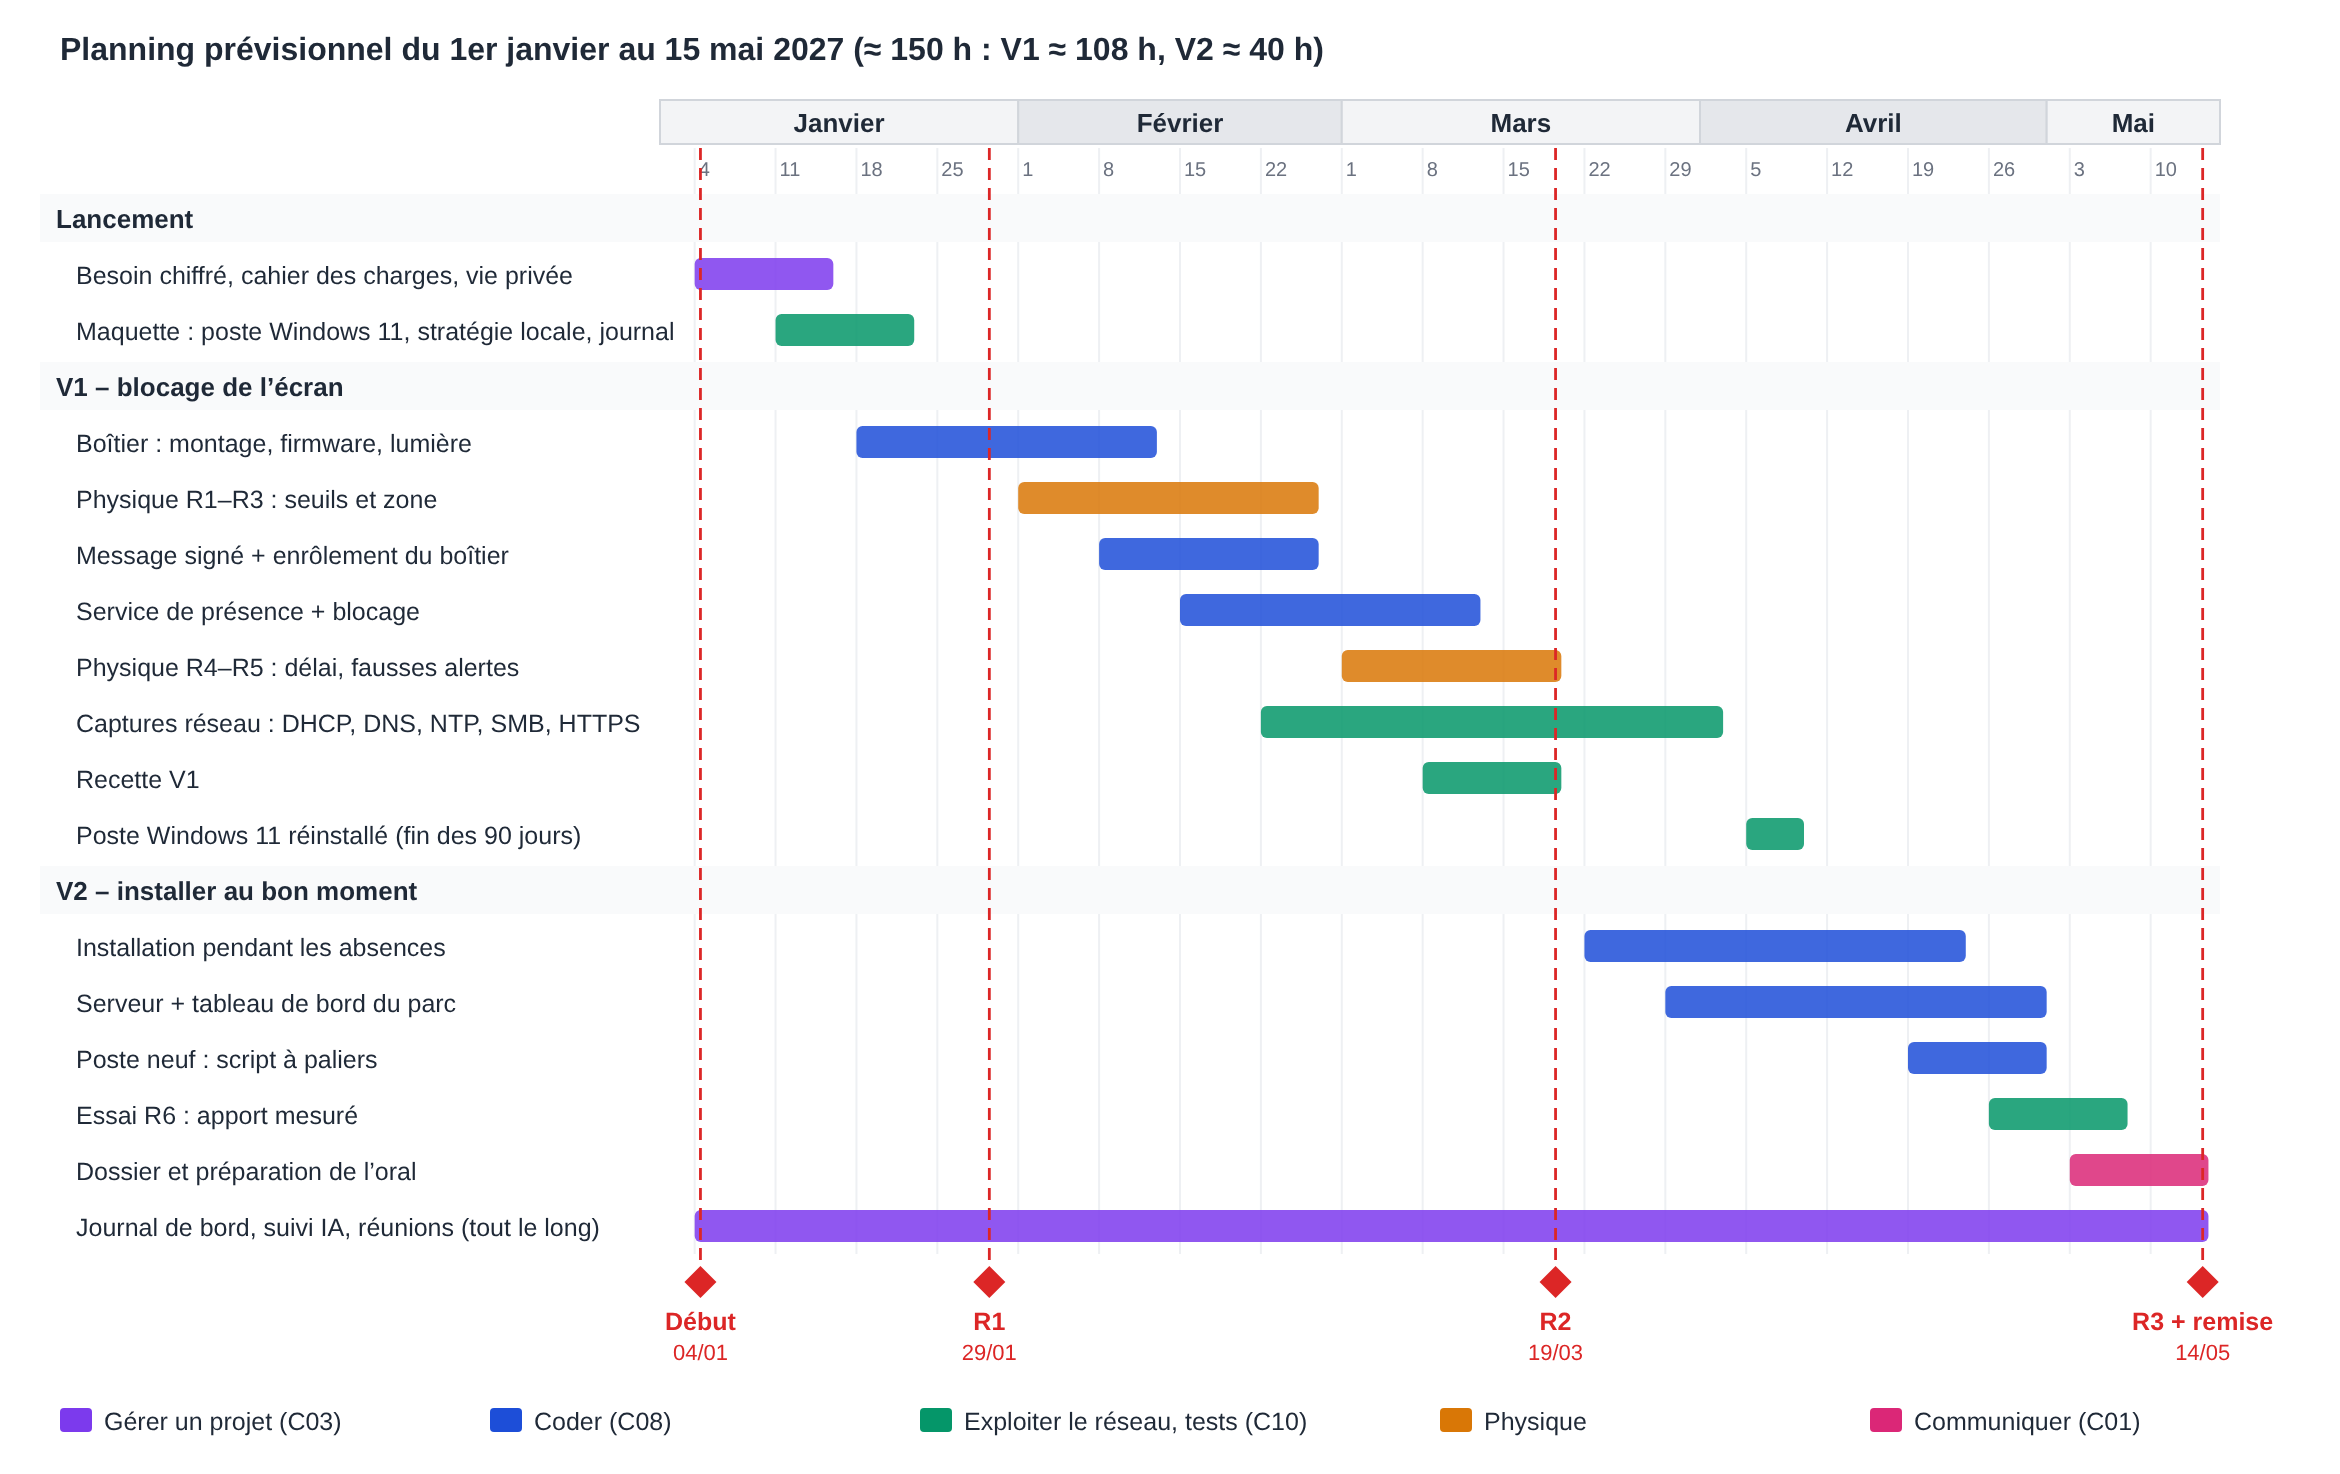 Planning prévisionnel du 1er janvier au 15 mai 2027 (≈ 150 h : V1 ≈ 108 h, V2 ≈ 40 h)
Janvier Février Mars Avril Mai
4 11 18 25 1 8 15 22 1 8 15 22 29 5 12 19 26 3 10
Lancement
Besoin chiffré, cahier des charges, vie privée
Maquette : poste Windows 11, stratégie locale, journal
V1 – blocage de l’écran
Boîtier : montage, firmware, lumière
Physique R1–R3 : seuils et zone
Message signé + enrôlement du boîtier
Service de présence + blocage
Physique R4–R5 : délai, fausses alertes
Captures réseau : DHCP, DNS, NTP, SMB, HTTPS
Recette V1
Poste Windows 11 réinstallé (fin des 90 jours)
V2 – installer au bon moment
Installation pendant les absences
Serveur + tableau de bord du parc
Poste neuf : script à paliers
Essai R6 : apport mesuré
Dossier et préparation de l’oral
Journal de bord, suivi IA, réunions (tout le long)
Début R1 R2 R3 + remise
04/01 29/01 19/03 14/05
Gérer un projet (C03) Coder (C08) Exploiter le réseau, tests (C10) Physique Communiquer (C01)